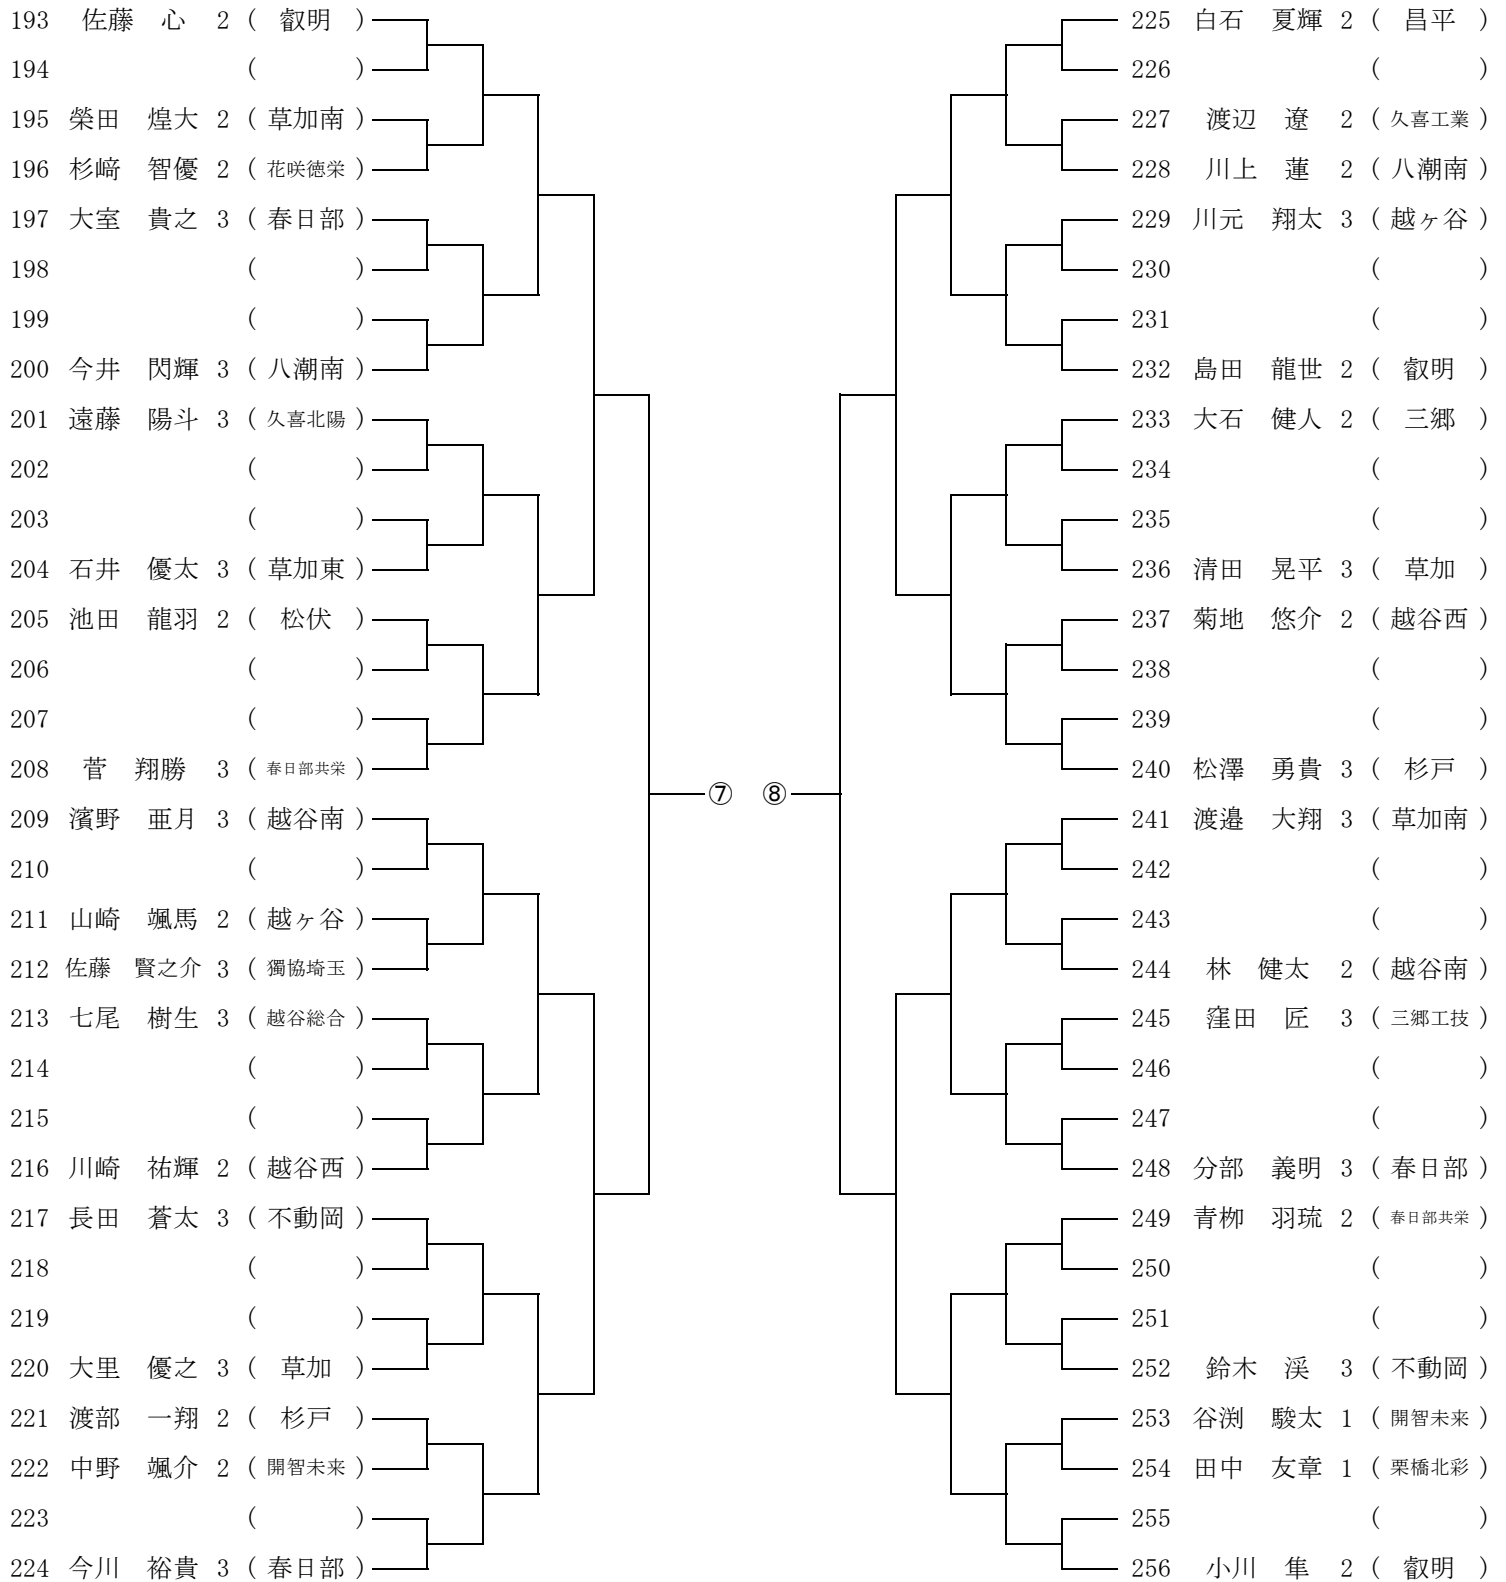 193 佐藤 心 2 ( 叡明 )
194 ( )
195 榮田 煌大 2 ( 草加南 )
196 杉﨑 智優 2 ( 花咲徳栄 )
197 大室 貴之 3 ( 春日部 )
198 ( )
199 ( )
200 今井 閃輝 3 ( 八潮南 )
201 遠藤 陽斗 3 ( 久喜北陽 )
202 ( )
203 ( )
204 石井 優太 3 ( 草加東 )
205 池田 龍羽 2 ( 松伏 )
206 ( )
207 ( )
208 菅 翔勝 3 ( 春日部共栄 )
209 濱野 亜月 3 ( 越谷南 )
210 ( )
211 山崎 颯馬 2 ( 越ヶ谷 )
212 佐藤 賢之介 3 ( 獨協埼玉 )
213 七尾 樹生 3 ( 越谷総合 )
214 ( )
215 ( )
216 川崎 祐輝 2 ( 越谷西 )
217 長田 蒼太 3 ( 不動岡 )
218 ( )
219 ( )
220 大里 優之 3 ( 草加 )
221 渡部 一翔 2 ( 杉戸 )
222 中野 颯介 2 ( 開智未来 )
223 ( )
224 今川 裕貴 3 ( 春日部 )
⑦ ⑧
225 白石 夏輝 2 ( 昌平 )
226 ( )
227 渡辺 遼 2 ( 久喜工業 )
228 川上 蓮 2 ( 八潮南 )
229 川元 翔太 3 ( 越ヶ谷 )
230 ( )
231 ( )
232 島田 龍世 2 ( 叡明 )
233 大石 健人 2 ( 三郷 )
234 ( )
235 ( )
236 清田 晃平 3 ( 草加 )
237 菊地 悠介 2 ( 越谷西 )
238 ( )
239 ( )
240 松澤 勇貴 3 ( 杉戸 )
241 渡邉 大翔 3 ( 草加南 )
242 ( )
243 ( )
244 林 健太 2 ( 越谷南 )
245 窪田 匠 3 ( 三郷工技 )
246 ( )
247 ( )
248 分部 義明 3 ( 春日部 )
249 青栁 羽琉 2 ( 春日部共栄 )
250 ( )
251 ( )
252 鈴木 渓 3 ( 不動岡 )
253 谷渕 駿太 1 ( 開智未来 )
254 田中 友章 1 ( 栗橋北彩 )
255 ( )
256 小川 隼 2 ( 叡明 )